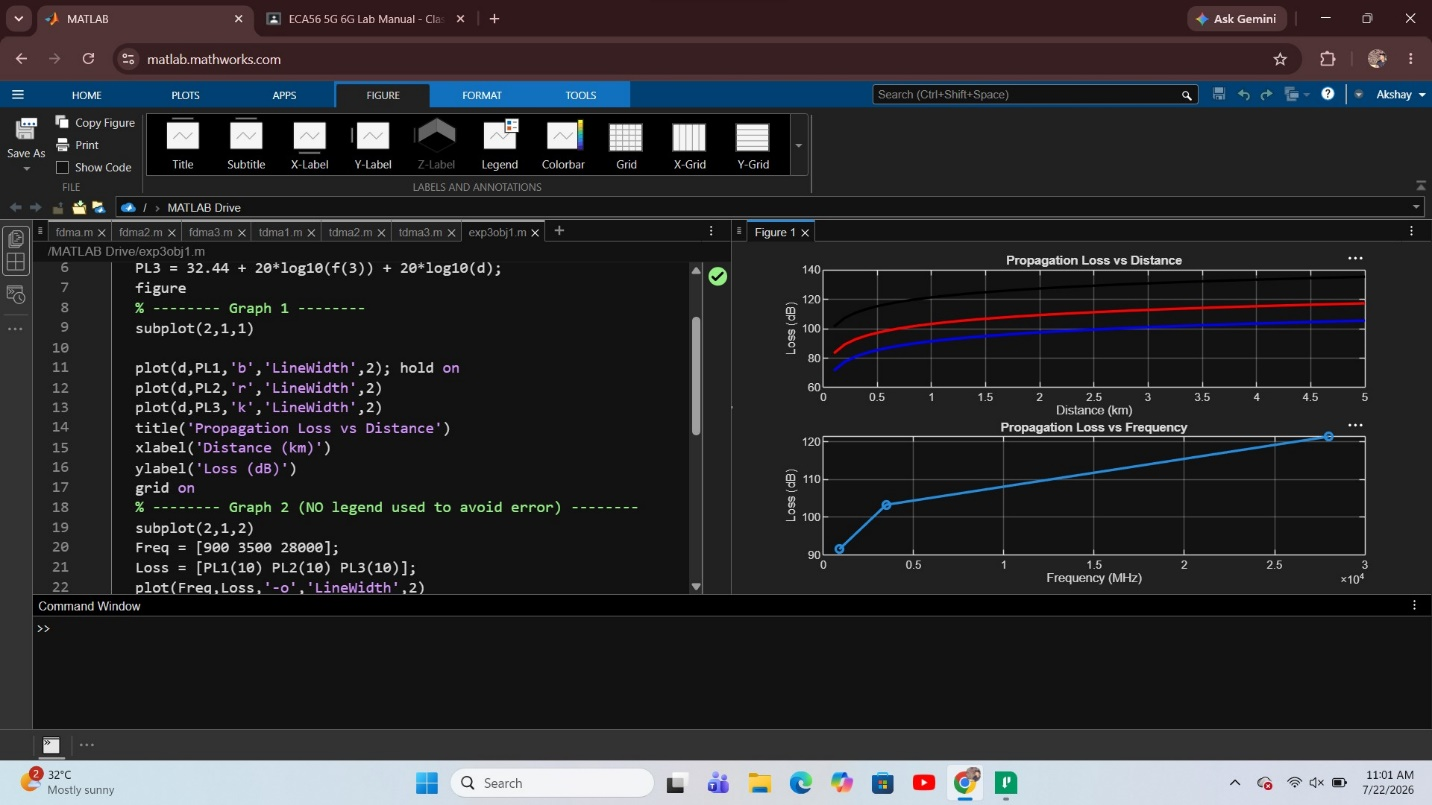 MATLAB
ECA56 5G 6G Lab Manual - Cla
Ask Gemini
matlab.mathworks.com
HOME PLOTS APPS FIGURE FORMAT TOOLS
Search (Ctrl+Shift+Space)
Akshay
Save As
Copy Figure
Print
Show Code
FILE
Title Subtitle X-Label Y-Label Z-Label Legend Colorbar Grid X-Grid Y-Grid
LABELS AND ANNOTATIONS
/ > MATLAB Drive
fdma.m fdma2.m fdma3.m tdma1.m tdma2.m tdma3.m exp3obj1.m
/MATLAB Drive/exp3obj1.m
6 PL3 = 32.44 + 20*log10(f(3)) + 20*log10(d);
7 figure
8 % -------- Graph 1 --------
9 subplot(2,1,1)
10
11 plot(d,PL1,'b','LineWidth',2); hold on
12 plot(d,PL2,'r','LineWidth',2)
13 plot(d,PL3,'k','LineWidth',2)
14 title('Propagation Loss vs Distance')
15 xlabel('Distance (km)')
16 ylabel('Loss (dB)')
17 grid on
18 % -------- Graph 2 (NO legend used to avoid error) --------
19 subplot(2,1,2)
20 Freq = [900 3500 28000];
21 Loss = [PL1(10) PL2(10) PL3(10)];
22 plot(Freq,Loss,'-o','LineWidth',2)
Figure 1
Propagation Loss vs Distance
Loss (dB)
140
120
100
80
60
0 0.5 1 1.5 2 2.5 3 3.5 4 4.5 5
Distance (km)
Propagation Loss vs Frequency
Loss (dB)
120
110
100
90
0 0.5 1 1.5 2 2.5 3
×10⁴
Frequency (MHz)
Command Window
>>
2
32°C
Mostly sunny
Search
11:01 AM
7/22/2026